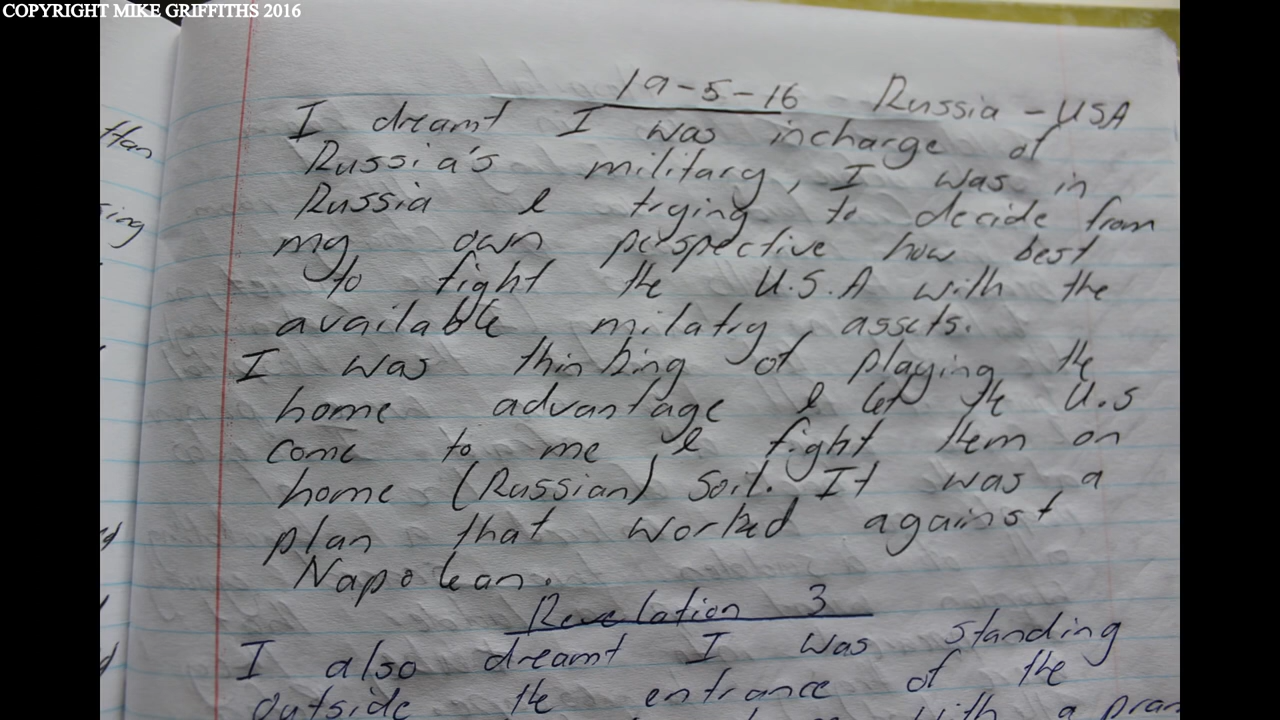 COPYRIGHT MIKE GRIFFITHS 2016
19-5-16 Russia - USA
I dreamt I was incharge of
Russia's military, I was in
Russia & trying to decide from
my own perspective how best
to fight the U.S.A with the
available milatry assets.
I was thinking of playing the
home advantage & let the U.S
come to me & fight them on
home (Russian) soil. It was a
plan that worked against
Napolean.
Revelation 3
I also dreamt I was standing
outside the entrance of the
with a pram